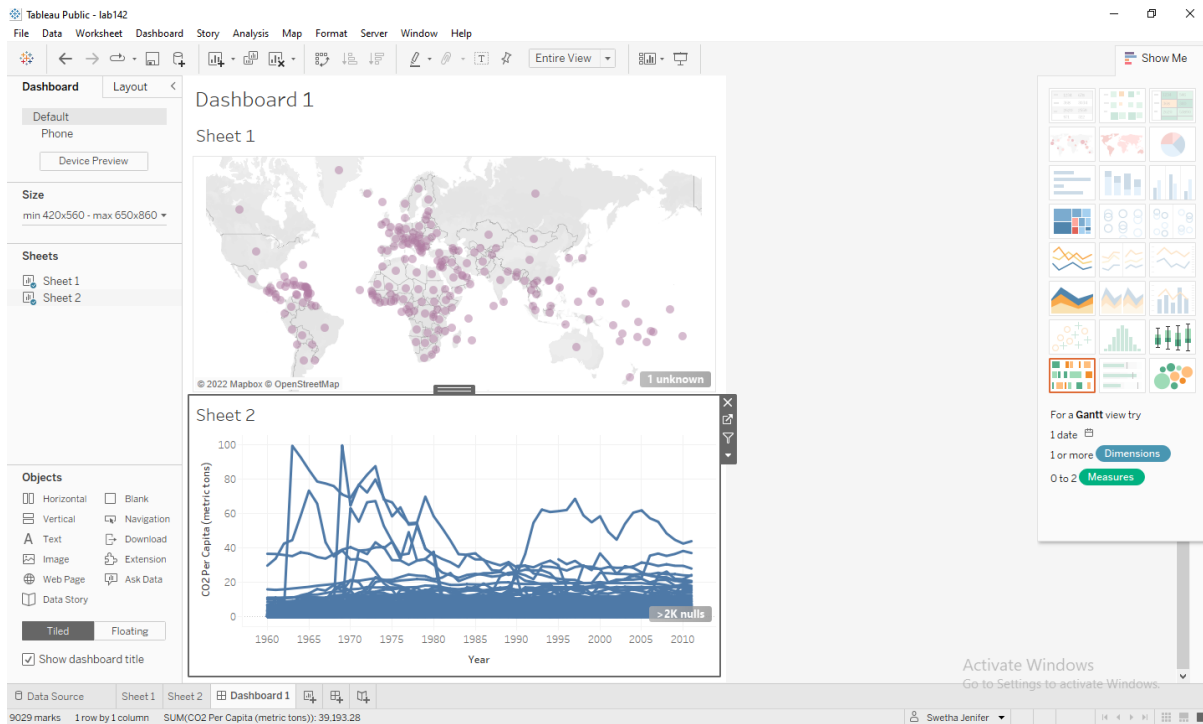 Tableau Public - lab142
File Data Worksheet Dashboard Story Analysis Map Format Server Window Help
Entire View
Show Me
Dashboard Layout
Default
Phone
Device Preview
Size
min 420x560 - max 650x860
Sheets
Sheet 1
Sheet 2
Objects
Horizontal Blank
Vertical Navigation
Text Download
Image Extension
Web Page Ask Data
Data Story
Tiled Floating
Show dashboard title
Dashboard 1
Sheet 1
© 2022 Mapbox © OpenStreetMap
1 unknown
Sheet 2
CO2 Per Capita (metric tons)
100
80
60
40
20
0
>2K nulls
1960 1965 1970 1975 1980 1985 1990 1995 2000 2005 2010
Year
For a Gantt view try
1 date
1 or more Dimensions
0 to 2 Measures
Activate Windows
Go to Settings to activate Windows.
Data Source Sheet 1 Sheet 2 Dashboard 1
9029 marks 1 row by 1 column SUM(CO2 Per Capita (metric tons)): 39,193.28
Swetha Jenifer